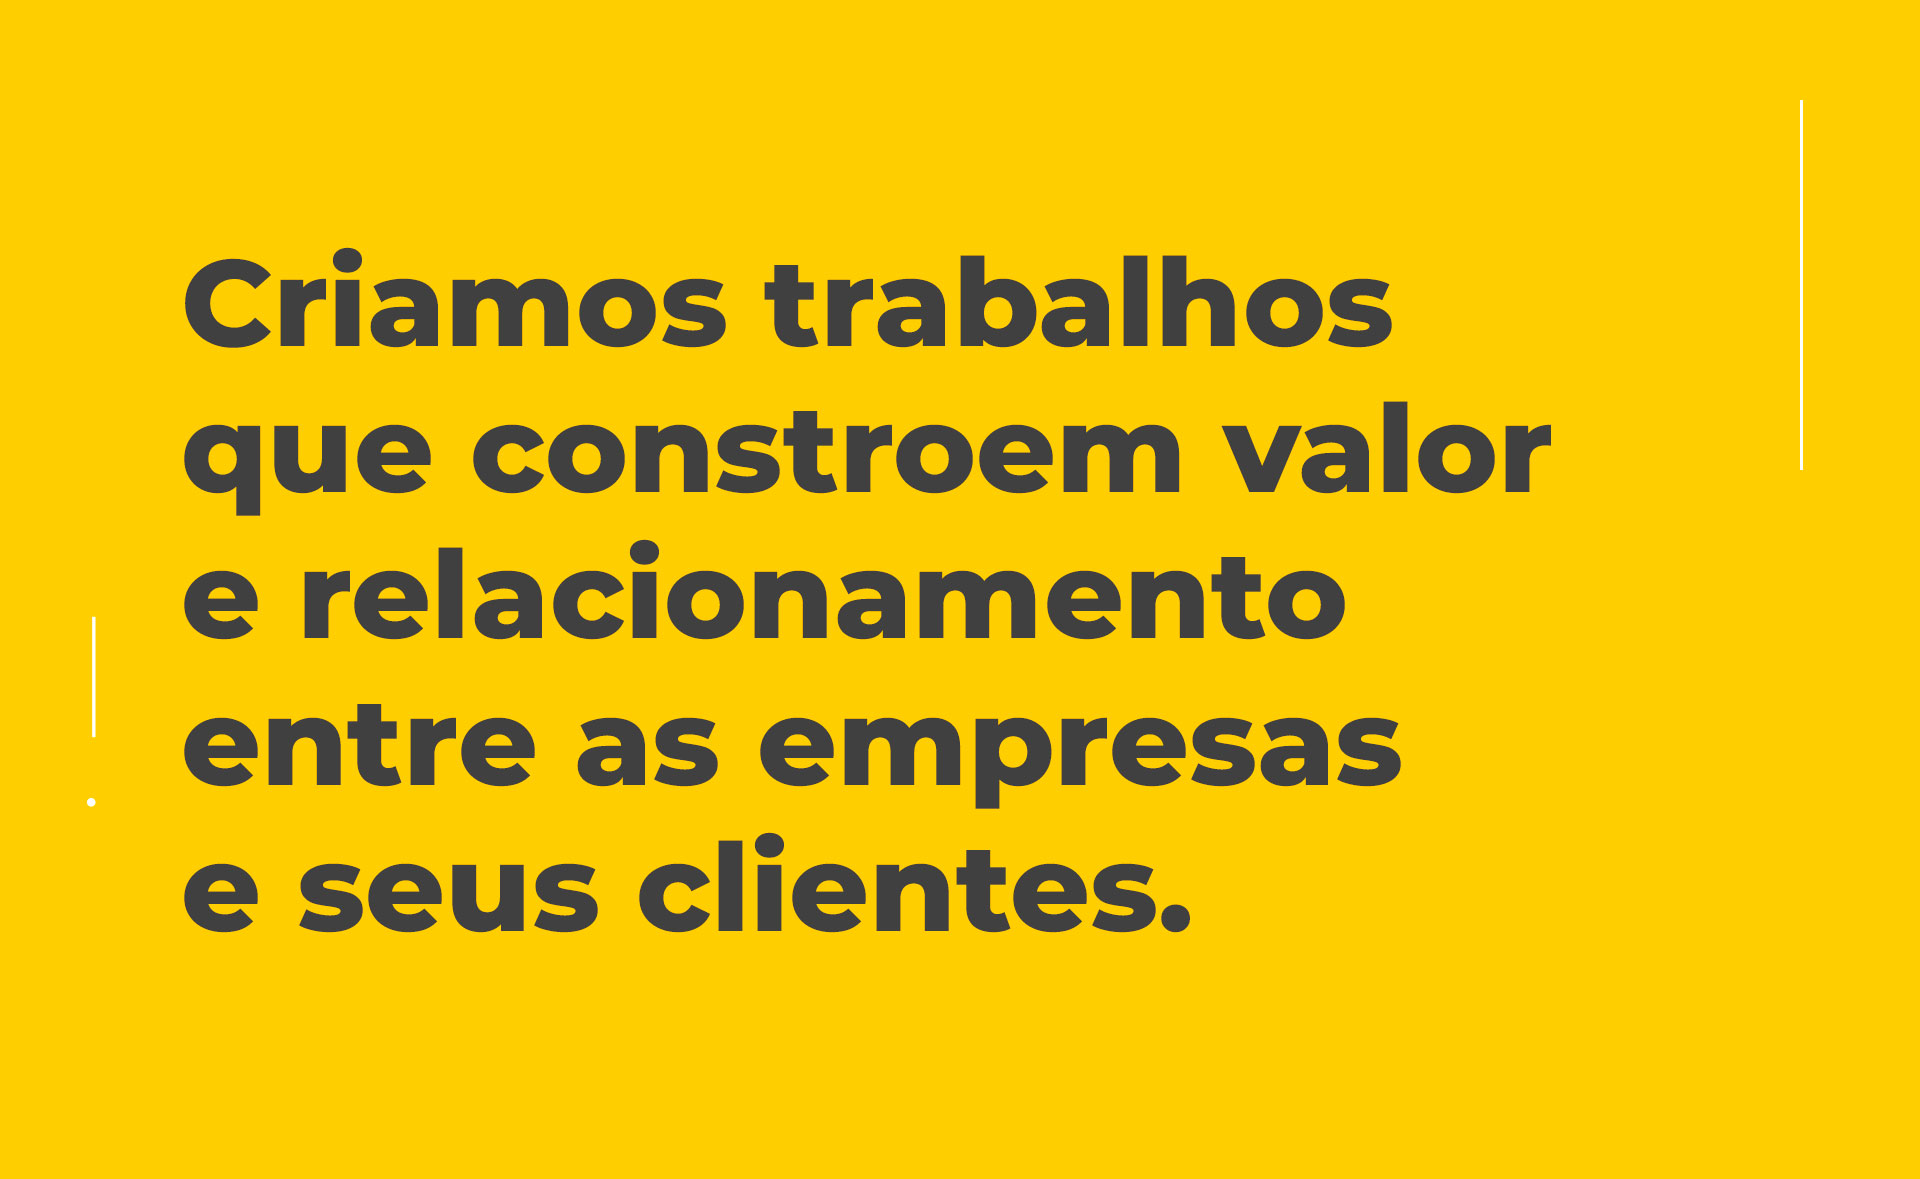 Criamos trabalhos
que constroem valor
e relacionamento
entre as empresas
e seus clientes.